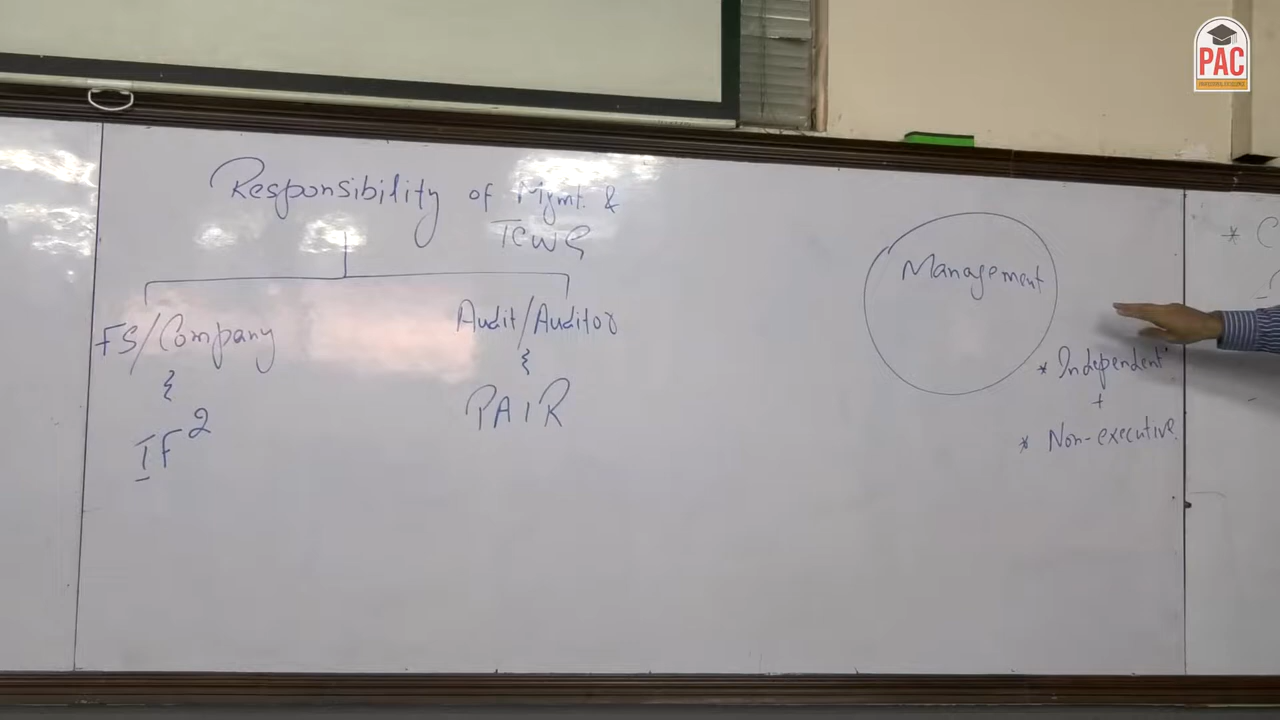 PAC
Responsibility of Mgmt. &
TCWG
FS/Company
IF2
Audit/Auditor
PAIR
Management
* Independent
+
* Non-executive.
* C